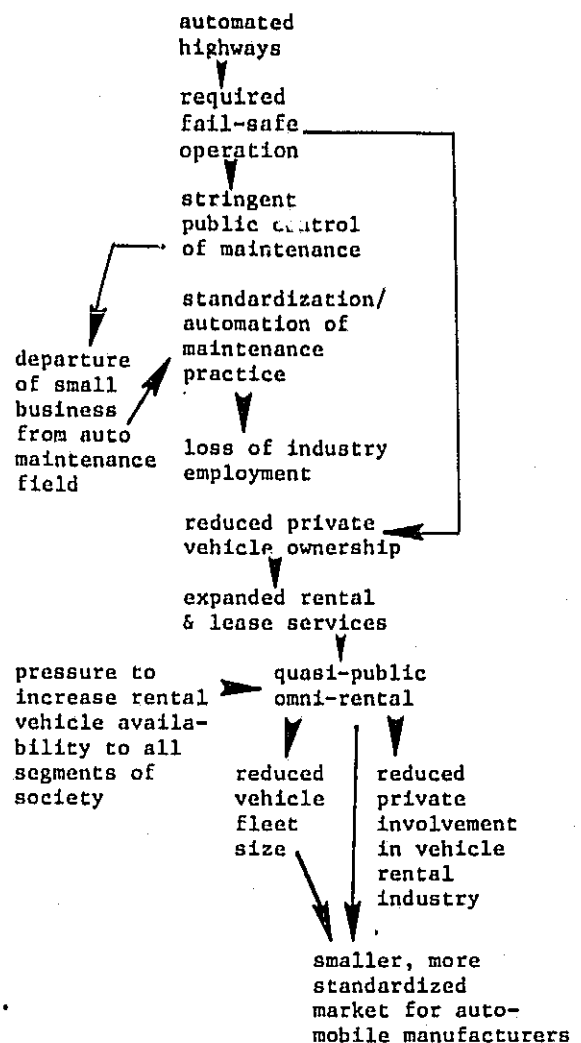 automated
highways
required
fail-safe
operation
stringent
public control
of maintenance
standardization/
automation of
maintenance
practice
departure
of small
business
from auto
maintenance
field
loss of industry
employment
reduced private
vehicle ownership
expanded rental
& lease services
pressure to
increase rental
vehicle availa-
bility to all
segments of
society
quasi-public
omni-rental
reduced
vehicle
fleet
size
reduced
private
involvement
in vehicle
rental
industry
smaller, more
standardized
market for auto-
mobile manufacturers